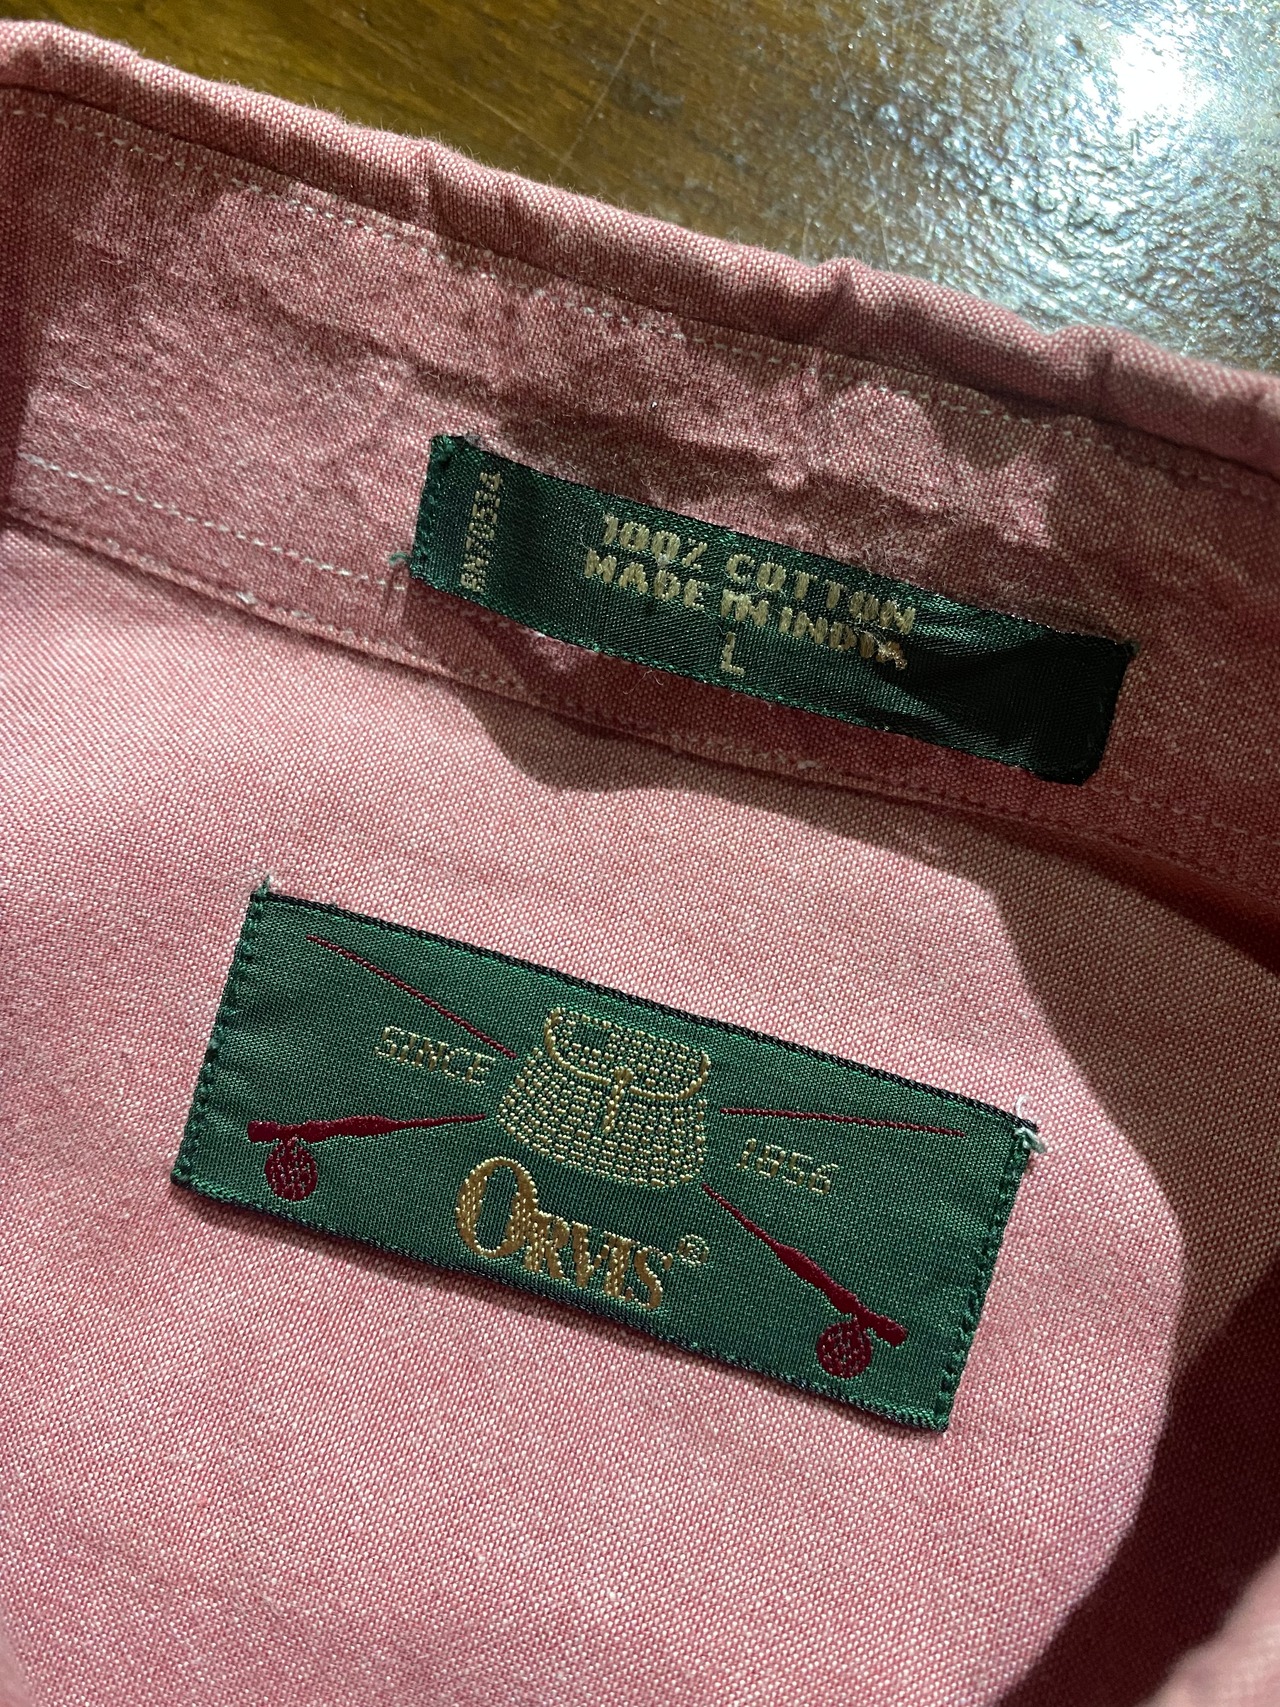 100% COTTON
MADE IN INDIA
L
SINCE 1856
ORVIS®